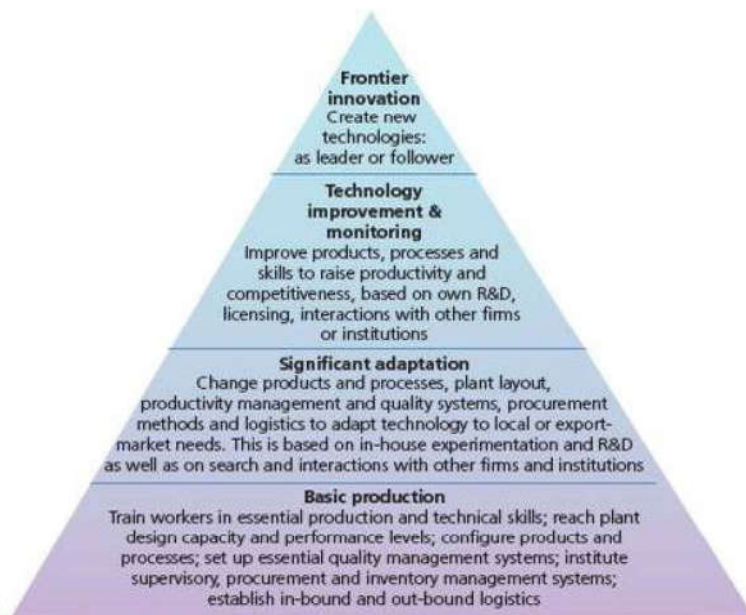 Frontier
innovation
Create new
technologies:
as leader or follower
Technology
improvement &
monitoring
Improve products, processes and
skills to raise productivity and
competitiveness, based on own R&D,
licensing, interactions with other firms
or institutions
Significant adaptation
Change products and processes, plant layout,
productivity management and quality systems, procurement
methods and logistics to adapt technology to local or export-
market needs. This is based on in-house experimentation and R&D
as well as on search and interactions with other firms and institutions
Basic production
Train workers in essential production and technical skills; reach plant
design capacity and performance levels; configure products and
processes; set up essential quality management systems; institute
supervisory, procurement and inventory management systems;
establish in-bound and out-bound logistics